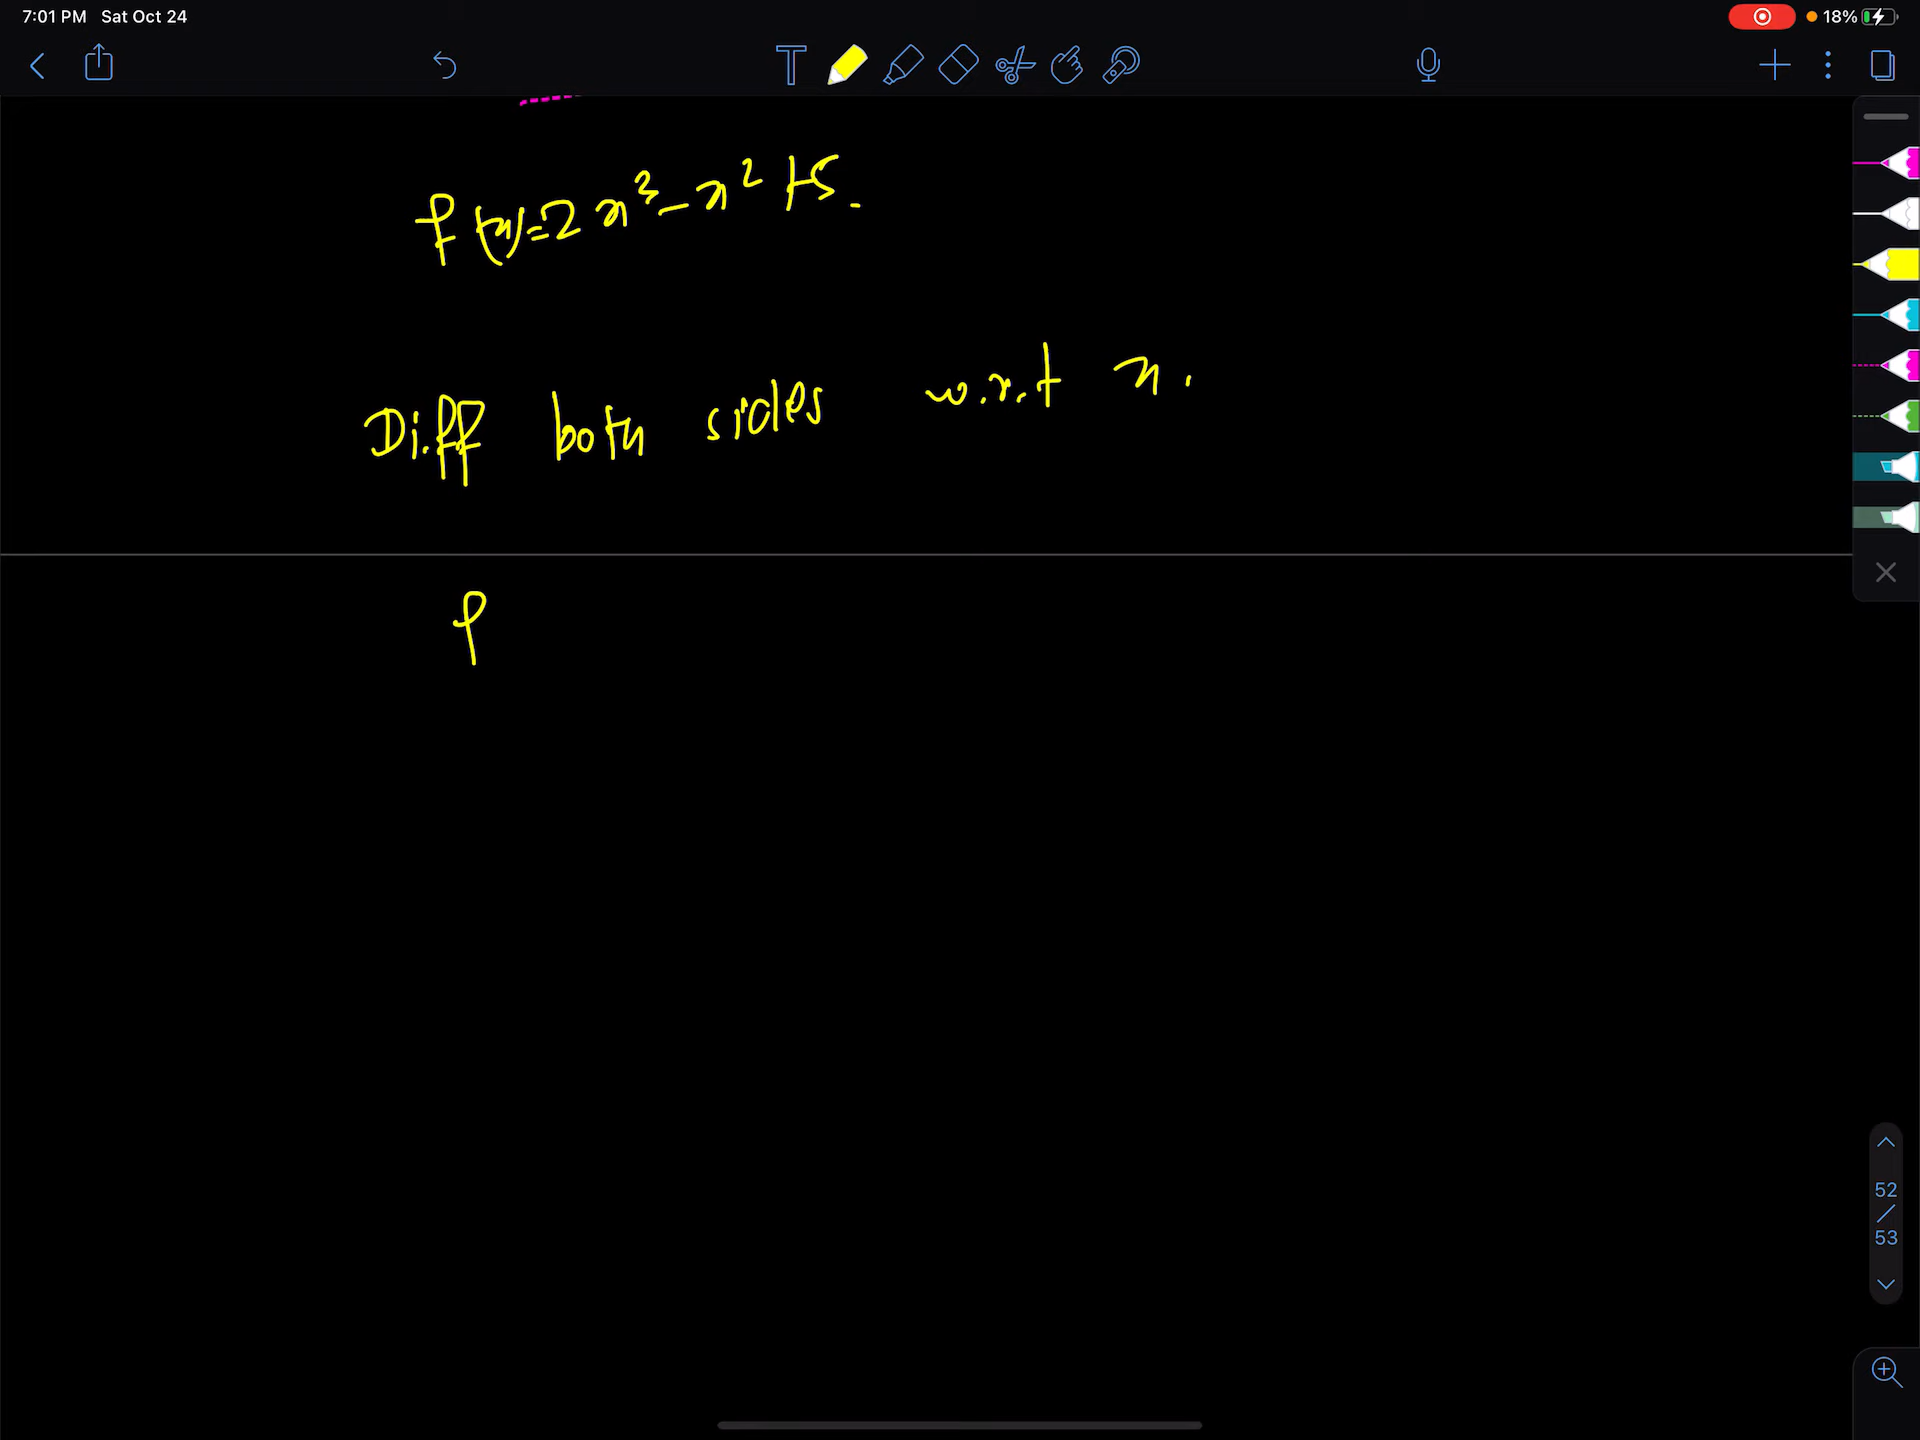 7:01 PM Sat Oct 24
18%
T
f(x)=2x³-x²+5.
Diff both sides w.r.t x.
f
52
/
53